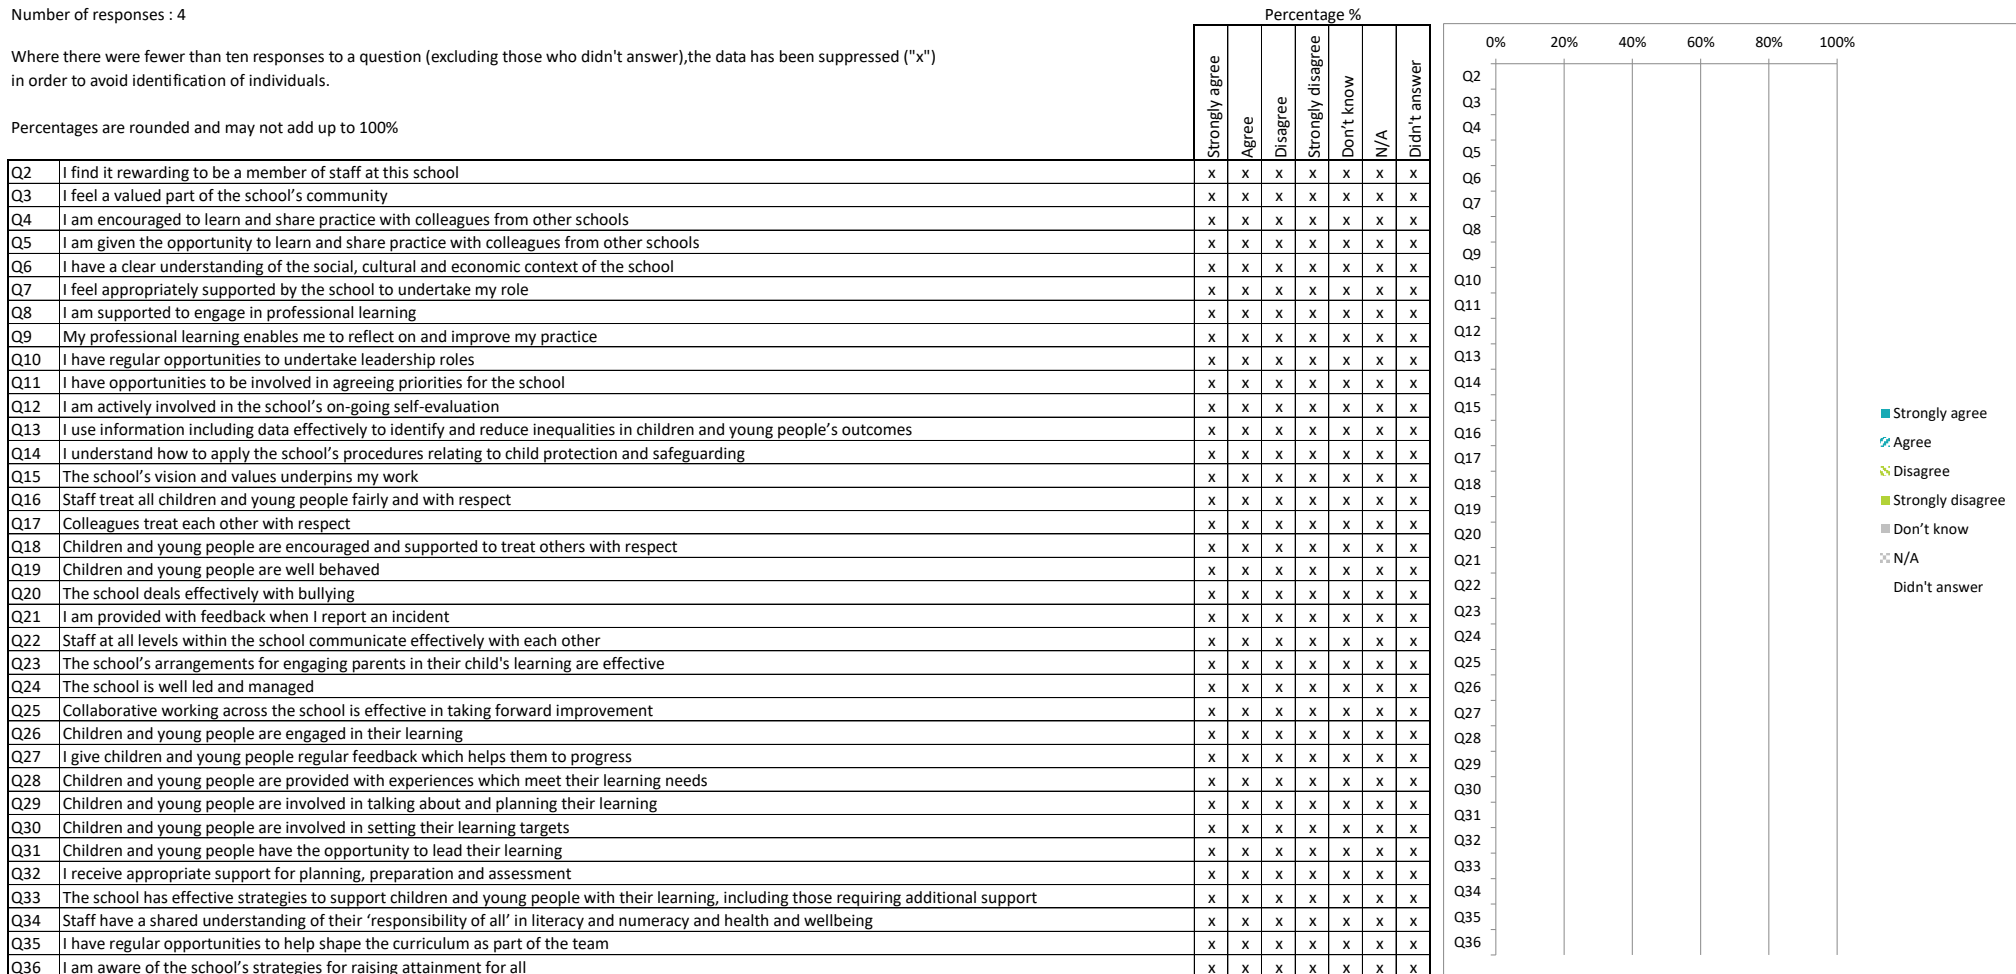 Number of responses : 4
Percentage %
Where there were fewer than ten responses to a question (excluding those who didn't answer),the data has been suppressed ("x")
in order to avoid identification of individuals.
Percentages are rounded and may not add up to 100%
Strongly agree
Agree
Disagree
Strongly disagree
Don't know
N/A
Didn't answer
Q2 I find it rewarding to be a member of staff at this school x x x x x x x
Q3 I feel a valued part of the school's community x x x x x x x
Q4 I am encouraged to learn and share practice with colleagues from other schools x x x x x x x
Q5 I am given the opportunity to learn and share practice with colleagues from other schools x x x x x x x
Q6 I have a clear understanding of the social, cultural and economic context of the school x x x x x x x
Q7 I feel appropriately supported by the school to undertake my role x x x x x x x
Q8 I am supported to engage in professional learning x x x x x x x
Q9 My professional learning enables me to reflect on and improve my practice x x x x x x x
Q10 I have regular opportunities to undertake leadership roles x x x x x x x
Q11 I have opportunities to be involved in agreeing priorities for the school x x x x x x x
Q12 I am actively involved in the school's on-going self-evaluation x x x x x x x
Q13 I use information including data effectively to identify and reduce inequalities in children and young people's outcomes x x x x x x x
Q14 I understand how to apply the school's procedures relating to child protection and safeguarding x x x x x x x
Q15 The school's vision and values underpins my work x x x x x x x
Q16 Staff treat all children and young people fairly and with respect x x x x x x x
Q17 Colleagues treat each other with respect x x x x x x x
Q18 Children and young people are encouraged and supported to treat others with respect x x x x x x x
Q19 Children and young people are well behaved x x x x x x x
Q20 The school deals effectively with bullying x x x x x x x
Q21 I am provided with feedback when I report an incident x x x x x x x
Q22 Staff at all levels within the school communicate effectively with each other x x x x x x x
Q23 The school's arrangements for engaging parents in their child's learning are effective x x x x x x x
Q24 The school is well led and managed x x x x x x x
Q25 Collaborative working across the school is effective in taking forward improvement x x x x x x x
Q26 Children and young people are engaged in their learning x x x x x x x
Q27 I give children and young people regular feedback which helps them to progress x x x x x x x
Q28 Children and young people are provided with experiences which meet their learning needs x x x x x x x
Q29 Children and young people are involved in talking about and planning their learning x x x x x x x
Q30 Children and young people are involved in setting their learning targets x x x x x x x
Q31 Children and young people have the opportunity to lead their learning x x x x x x x
Q32 I receive appropriate support for planning, preparation and assessment x x x x x x x
Q33 The school has effective strategies to support children and young people with their learning, including those requiring additional support x x x x x x x
Q34 Staff have a shared understanding of their 'responsibility of all' in literacy and numeracy and health and wellbeing x x x x x x x
Q35 I have regular opportunities to help shape the curriculum as part of the team x x x x x x x
Q36 I am aware of the school's strategies for raising attainment for all x x x x x x x
0% 20% 40% 60% 80% 100%
Q2
Q3
Q4
Q5
Q6
Q7
Q8
Q9
Q10
Q11
Q12
Q13
Q14
Q15
Q16
Q17
Q18
Q19
Q20
Q21
Q22
Q23
Q24
Q25
Q26
Q27
Q28
Q29
Q30
Q31
Q32
Q33
Q34
Q35
Q36
Strongly agree
Agree
Disagree
Strongly disagree
Don't know
N/A
Didn't answer